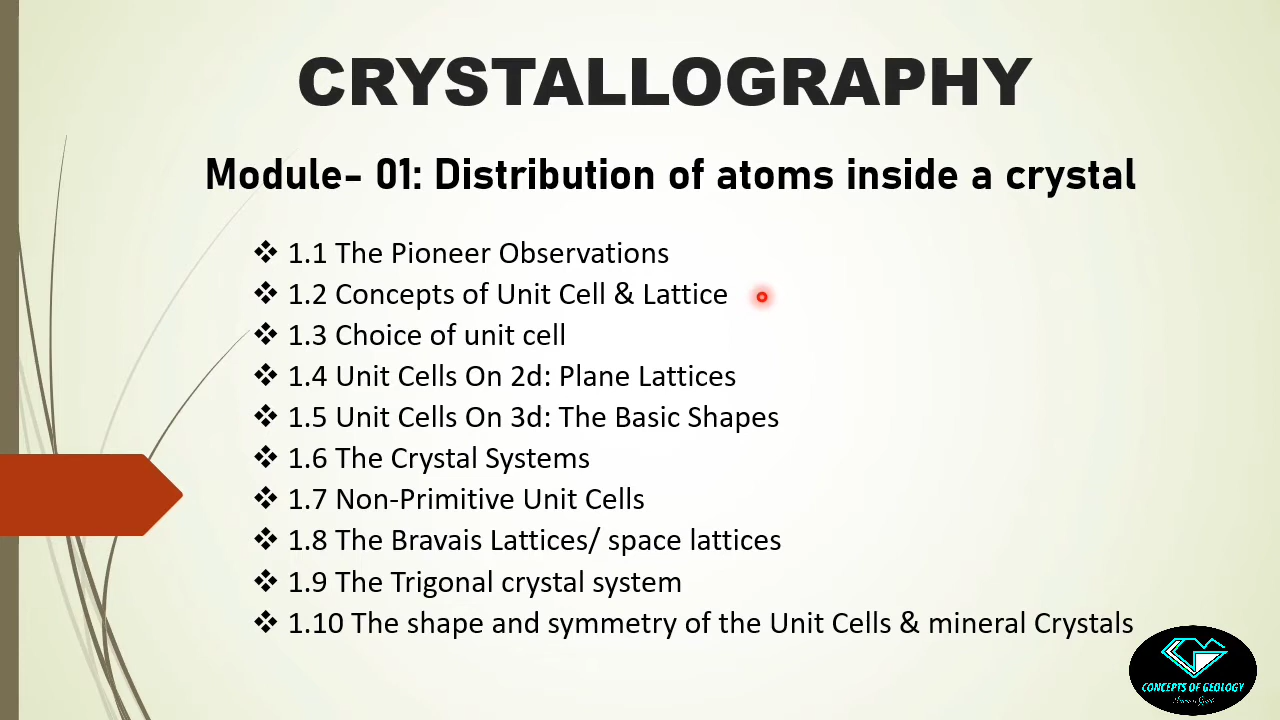 CRYSTALLOGRAPHY
Module- 01: Distribution of atoms inside a crystal
❖ 1.1 The Pioneer Observations
❖ 1.2 Concepts of Unit Cell & Lattice
❖ 1.3 Choice of unit cell
❖ 1.4 Unit Cells On 2d: Plane Lattices
❖ 1.5 Unit Cells On 3d: The Basic Shapes
❖ 1.6 The Crystal Systems
❖ 1.7 Non-Primitive Unit Cells
❖ 1.8 The Bravais Lattices/ space lattices
❖ 1.9 The Trigonal crystal system
❖ 1.10 The shape and symmetry of the Unit Cells & mineral Crystals
CONCEPTS OF GEOLOGY